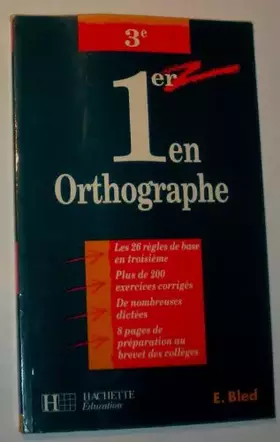 3e
1er
en
Orthographe
Les 26 règles de base
en troisième
Plus de 200
exercices corrigés
De nombreuses
dictées
8 pages de
préparation au
brevet des collèges
H HACHETTE
Éducation
E. Bled